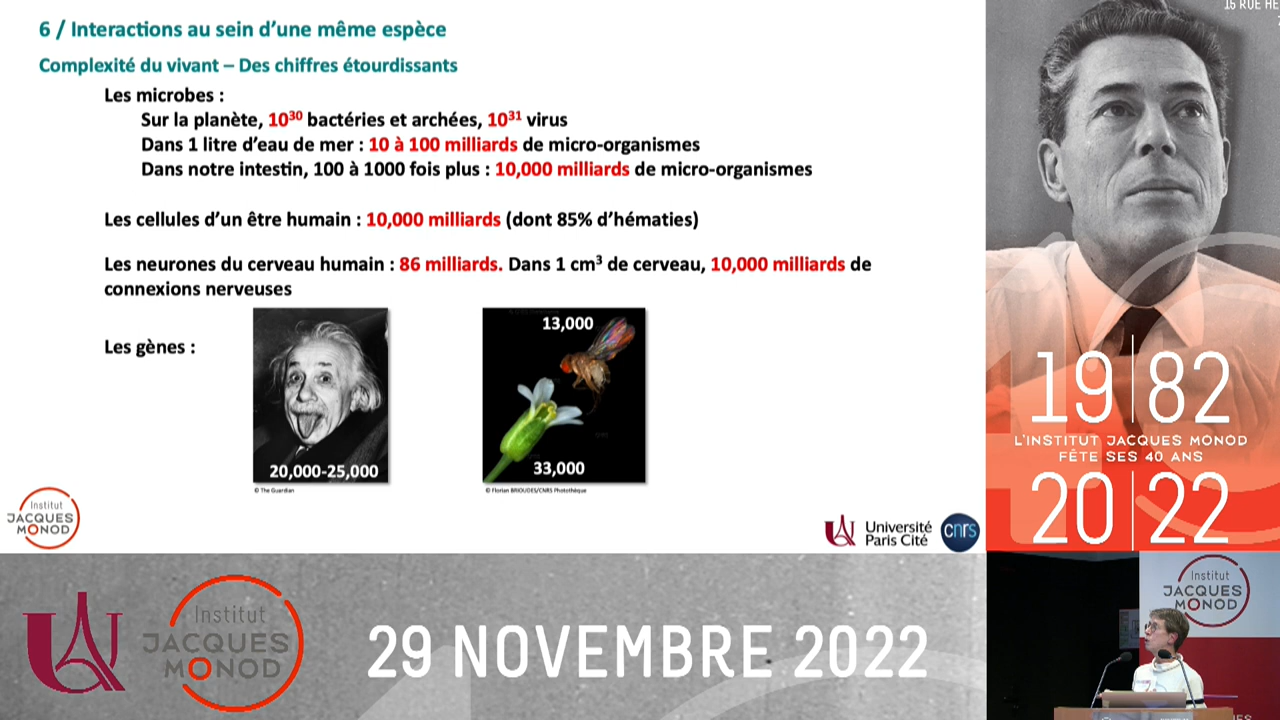 6 / Interactions au sein d'une même espèce
Complexité du vivant – Des chiffres étourdissants
Les microbes :
Sur la planète, 10³⁰ bactéries et archées, 10³¹ virus
Dans 1 litre d'eau de mer : 10 à 100 milliards de micro-organismes
Dans notre intestin, 100 à 1000 fois plus : 10,000 milliards de micro-organismes
Les cellules d'un être humain : 10,000 milliards (dont 85% d'hématies)
Les neurones du cerveau humain : 86 milliards. Dans 1 cm³ de cerveau, 10,000 milliards de
connexions nerveuses
Les gènes :
20,000-25,000
© The Guardian
13,000
33,000
© Florian BRIOUDES/CNRS Photothèque
Institut
JACQUES
MONOD
Université
Paris Cité
cnrs
15 RUE HE
19|82
L'INSTITUT JACQUES MONOD
FÊTE SES 40 ANS
20|22
Institut
JACQUES
MONOD
29 NOVEMBRE 2022
Institut
JACQUES
MONOD